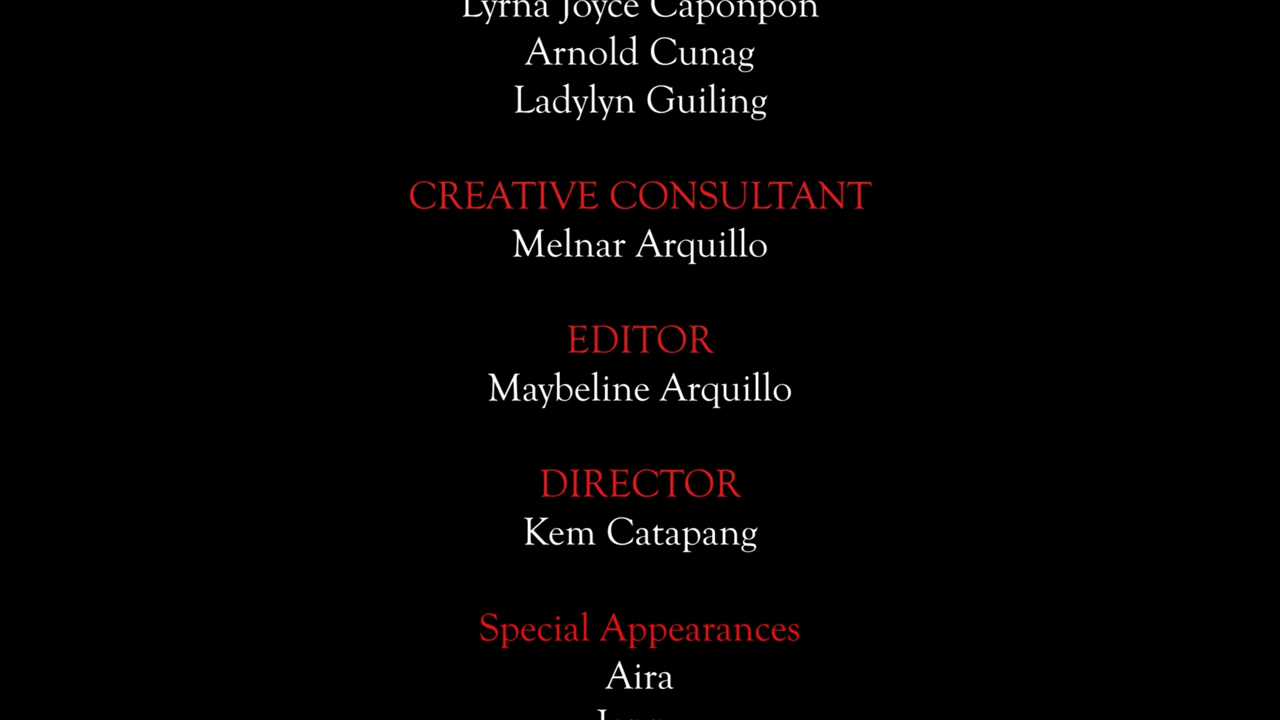 Lyrna Joyce Caponpon
Arnold Cunag
Ladylyn Guiling
CREATIVE CONSULTANT
Melnar Arquillo
EDITOR
Maybeline Arquillo
DIRECTOR
Kem Catapang
Special Appearances
Aira